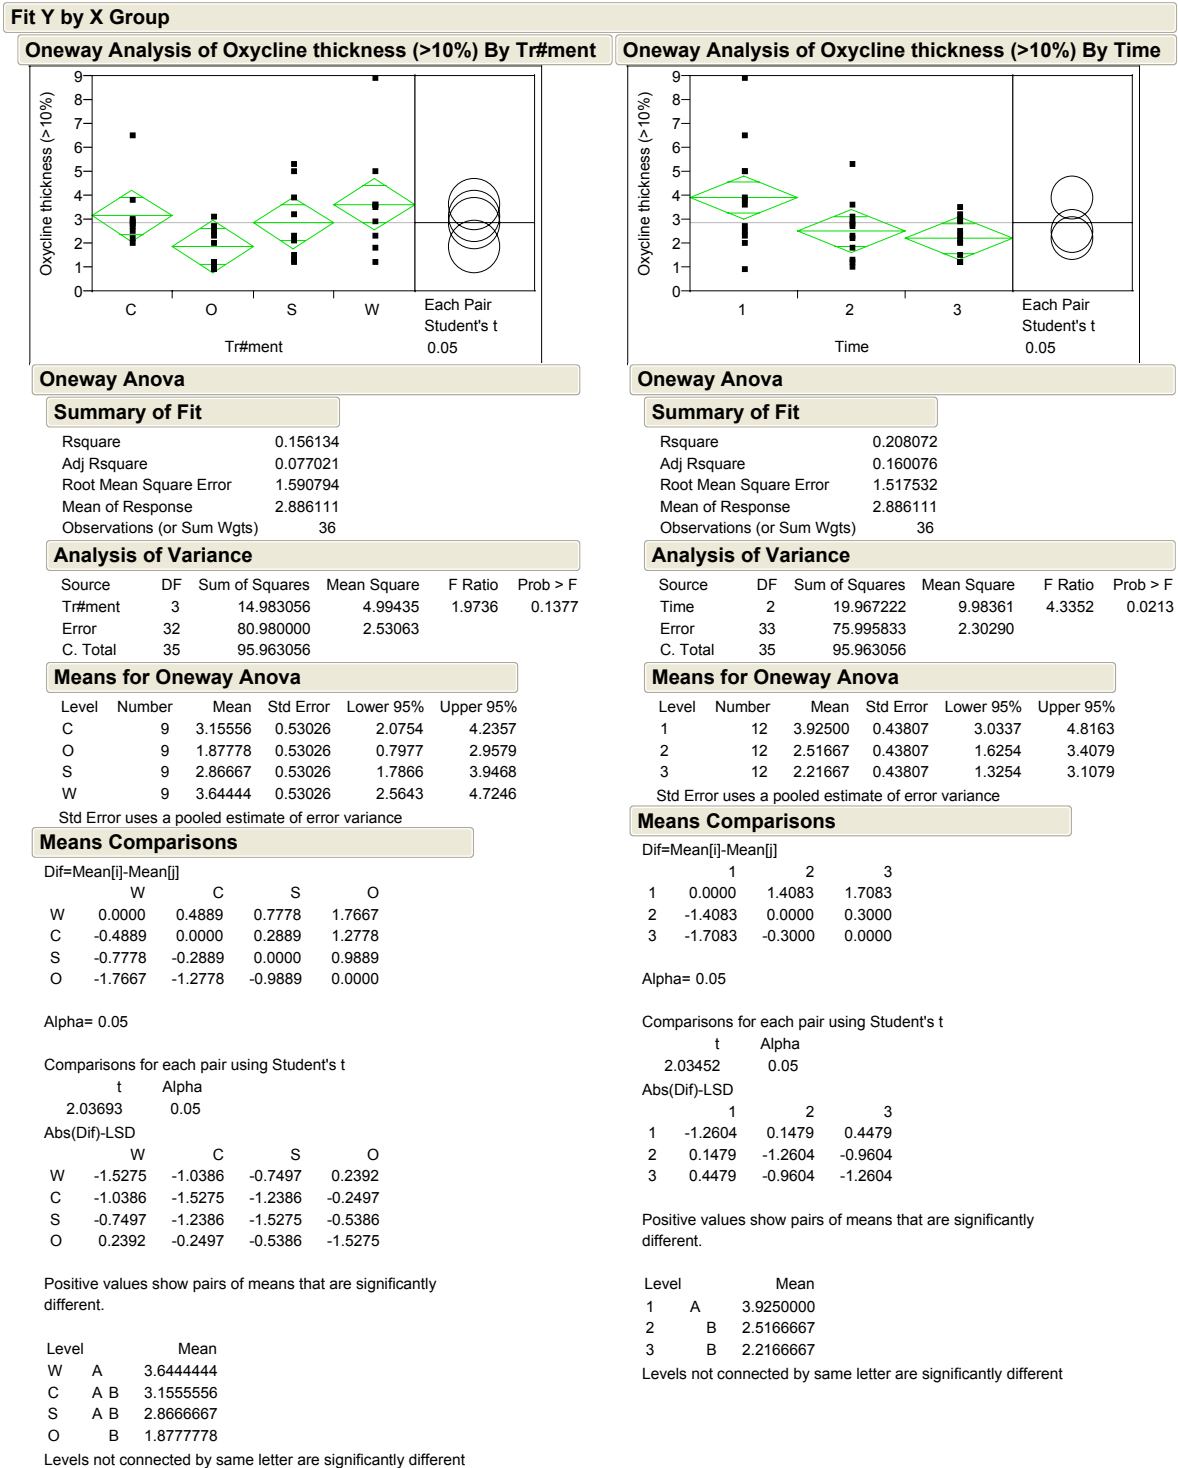 Fit Y by X Group
Oneway Analysis of Oxycline thickness (>10%) By Tr#ment
Oxycline thickness (>10%)
9
8
7
6
5
4
3
2
1
0
C O S W
Each Pair
Student's t
0.05
Tr#ment
Oneway Anova
Summary of Fit
Rsquare 0.156134
Adj Rsquare 0.077021
Root Mean Square Error 1.590794
Mean of Response 2.886111
Observations (or Sum Wgts) 36
Analysis of Variance
Source DF Sum of Squares Mean Square F Ratio Prob > F
Tr#ment 3 14.983056 4.99435 1.9736 0.1377
Error 32 80.980000 2.53063
C. Total 35 95.963056
Means for Oneway Anova
Level Number Mean Std Error Lower 95% Upper 95%
C 9 3.15556 0.53026 2.0754 4.2357
O 9 1.87778 0.53026 0.7977 2.9579
S 9 2.86667 0.53026 1.7866 3.9468
W 9 3.64444 0.53026 2.5643 4.7246
Std Error uses a pooled estimate of error variance
Means Comparisons
Dif=Mean[i]-Mean[j]
W C S O
W 0.0000 0.4889 0.7778 1.7667
C -0.4889 0.0000 0.2889 1.2778
S -0.7778 -0.2889 0.0000 0.9889
O -1.7667 -1.2778 -0.9889 0.0000
Alpha= 0.05
Comparisons for each pair using Student's t
t Alpha
2.03693 0.05
Abs(Dif)-LSD
W C S O
W -1.5275 -1.0386 -0.7497 0.2392
C -1.0386 -1.5275 -1.2386 -0.2497
S -0.7497 -1.2386 -1.5275 -0.5386
O 0.2392 -0.2497 -0.5386 -1.5275
Positive values show pairs of means that are significantly
different.
Level Mean
W A 3.6444444
C A B 3.1555556
S A B 2.8666667
O B 1.8777778
Levels not connected by same letter are significantly different
Oneway Analysis of Oxycline thickness (>10%) By Time
Oxycline thickness (>10%)
9
8
7
6
5
4
3
2
1
0
1 2 3
Each Pair
Student's t
0.05
Time
Oneway Anova
Summary of Fit
Rsquare 0.208072
Adj Rsquare 0.160076
Root Mean Square Error 1.517532
Mean of Response 2.886111
Observations (or Sum Wgts) 36
Analysis of Variance
Source DF Sum of Squares Mean Square F Ratio Prob > F
Time 2 19.967222 9.98361 4.3352 0.0213
Error 33 75.995833 2.30290
C. Total 35 95.963056
Means for Oneway Anova
Level Number Mean Std Error Lower 95% Upper 95%
1 12 3.92500 0.43807 3.0337 4.8163
2 12 2.51667 0.43807 1.6254 3.4079
3 12 2.21667 0.43807 1.3254 3.1079
Std Error uses a pooled estimate of error variance
Means Comparisons
Dif=Mean[i]-Mean[j]
1 2 3
1 0.0000 1.4083 1.7083
2 -1.4083 0.0000 0.3000
3 -1.7083 -0.3000 0.0000
Alpha= 0.05
Comparisons for each pair using Student's t
t Alpha
2.03452 0.05
Abs(Dif)-LSD
1 2 3
1 -1.2604 0.1479 0.4479
2 0.1479 -1.2604 -0.9604
3 0.4479 -0.9604 -1.2604
Positive values show pairs of means that are significantly
different.
Level Mean
1 A 3.9250000
2 B 2.5166667
3 B 2.2166667
Levels not connected by same letter are significantly different